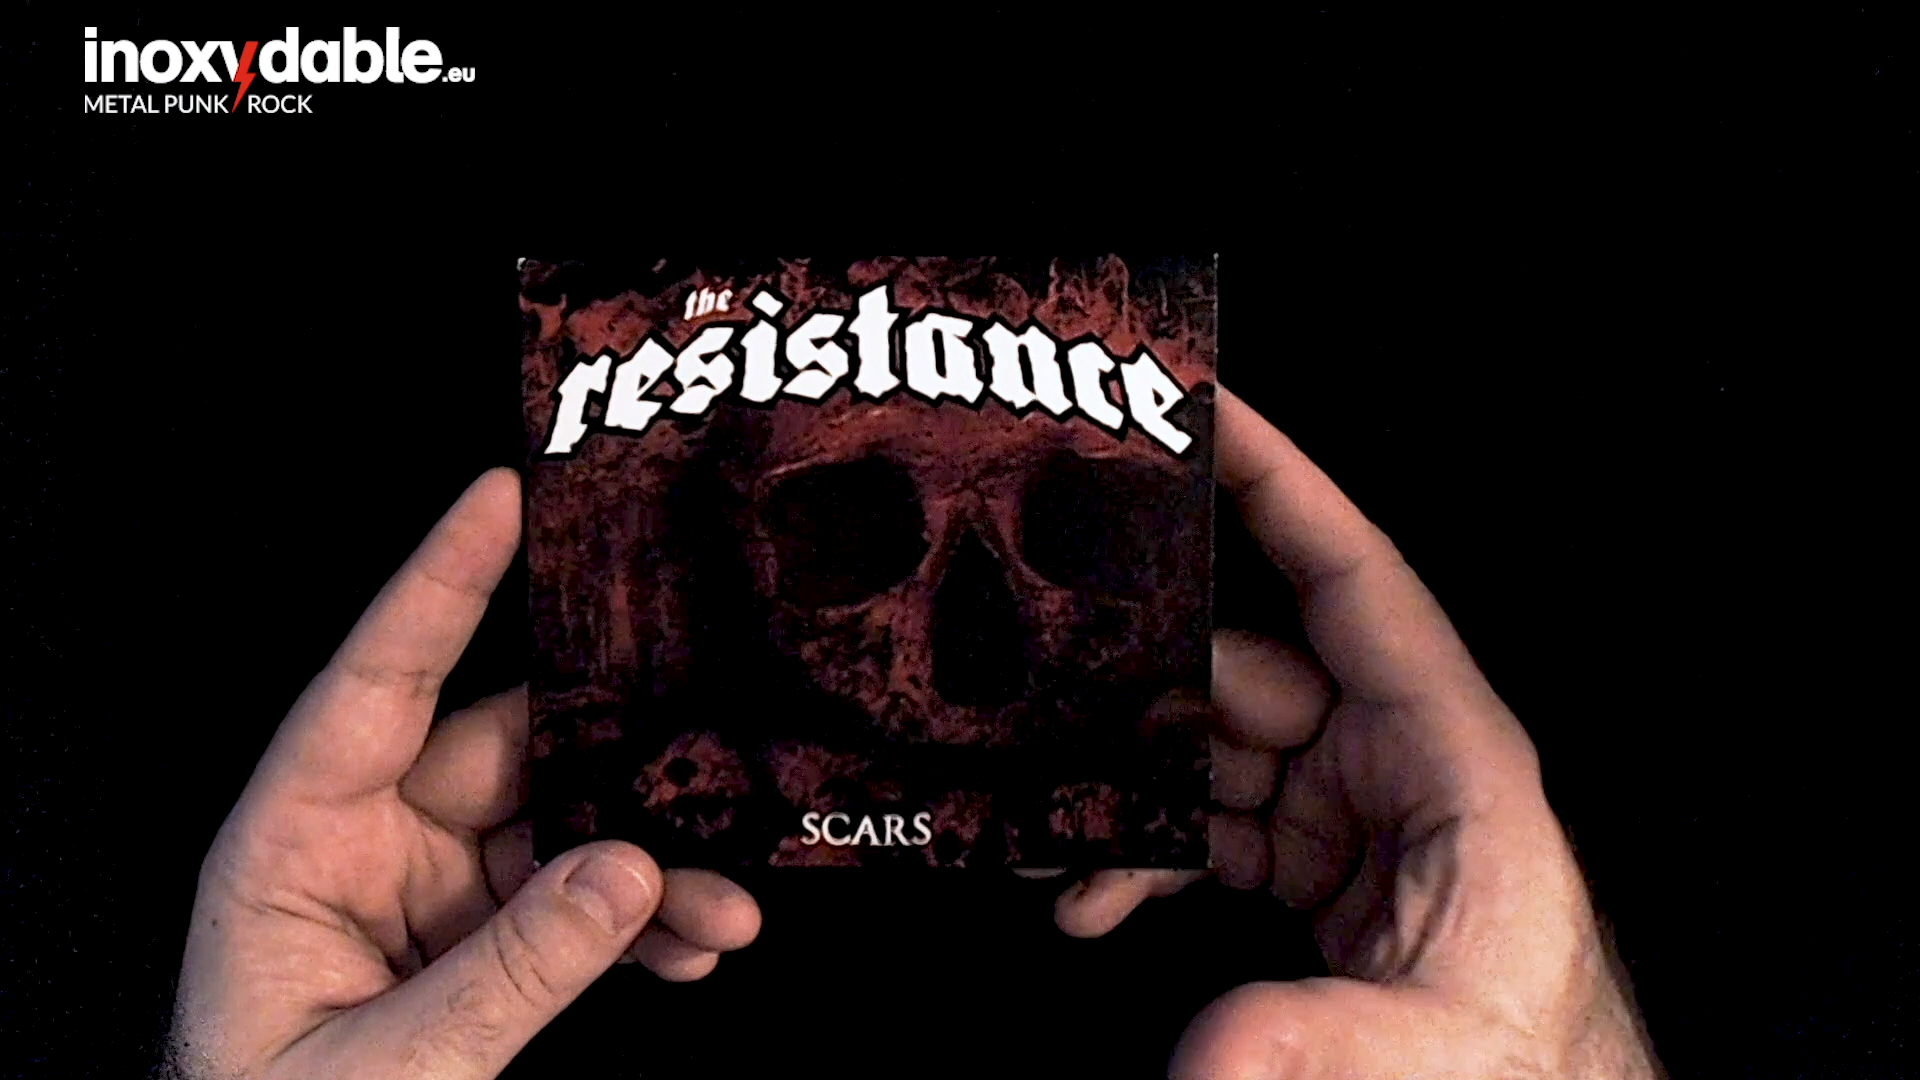 inoxydable.eu
METAL PUNK ROCK
the
resistance
SCARS